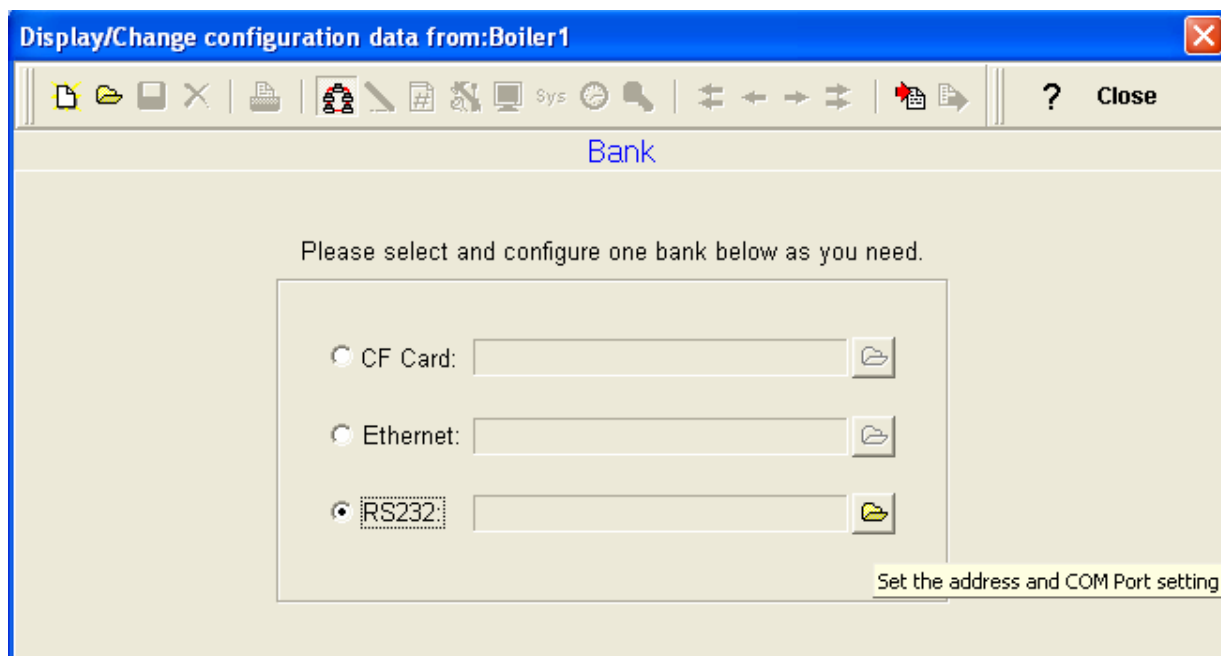 Display/Change configuration data from:Boiler1
Sys ? Close
Bank
Please select and configure one bank below as you need.
CF Card:
Ethernet:
RS232:
Set the address and COM Port setting